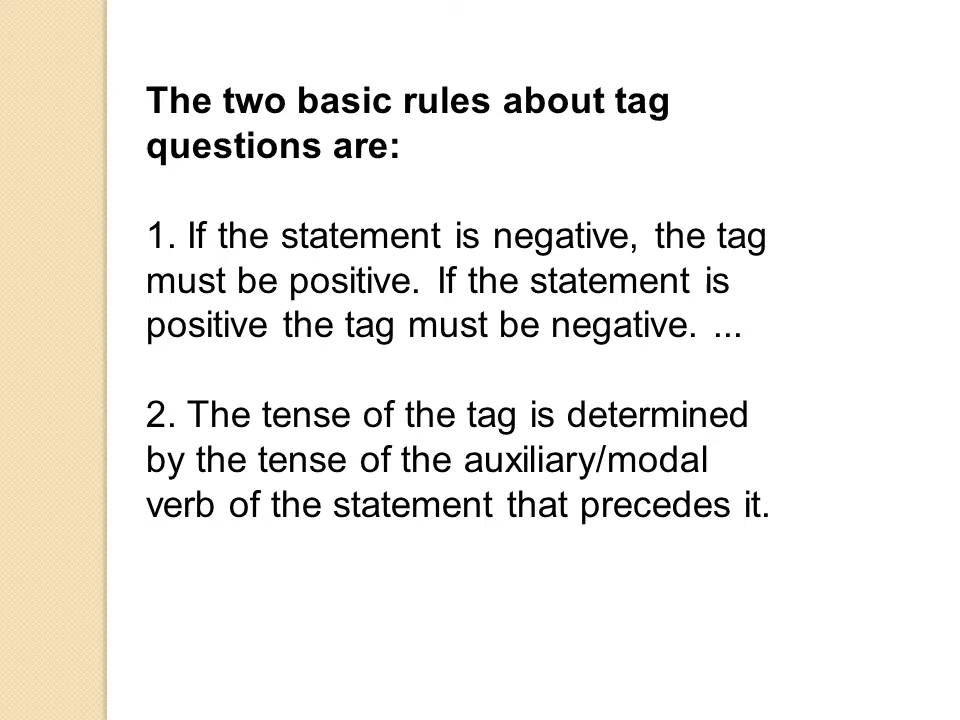 The two basic rules about tag
questions are:
1. If the statement is negative, the tag
must be positive. If the statement is
positive the tag must be negative. ...
2. The tense of the tag is determined
by the tense of the auxiliary/modal
verb of the statement that precedes it.